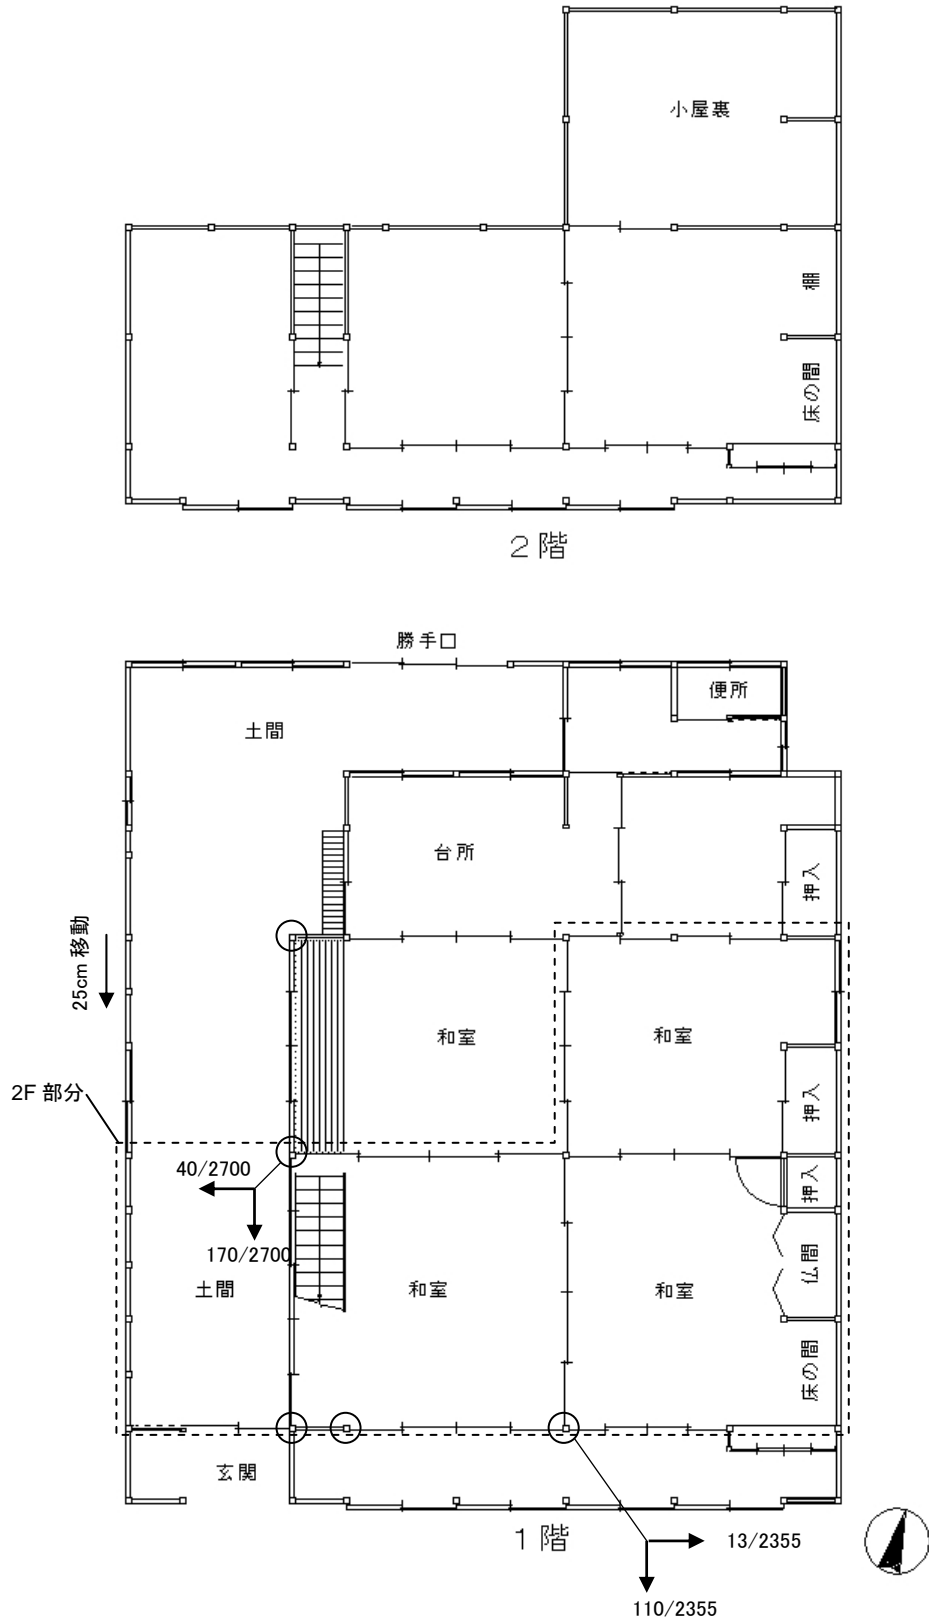 小屋裏
棚
床の間
2階
勝手口
便所
土間
台所
押入
25cm 移動
和室
和室
2F 部分
押入
40/2700
押入
170/2700
土間
和室
和室
仏間
床の間
玄関
1階
13/2355
110/2355